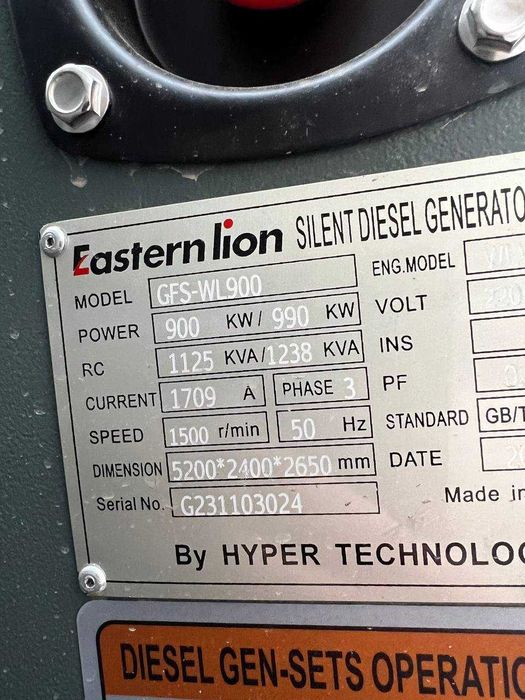 Eastern lion SILENT DIESEL GENERATO
MODEL GFS-WL900 ENG.MODEL
POWER 900 KW/ 990 KW VOLT
RC 1125 KVA/1238 KVA INS
CURRENT 1709 A PHASE 3 PF
SPEED 1500 r/min 50 Hz STANDARD GB/T
DIMENSION 5200*2400*2650 mm DATE
Serial No. G231103024 Made in
By HYPER TECHNOLOG
DIESEL GEN-SETS OPERATIO